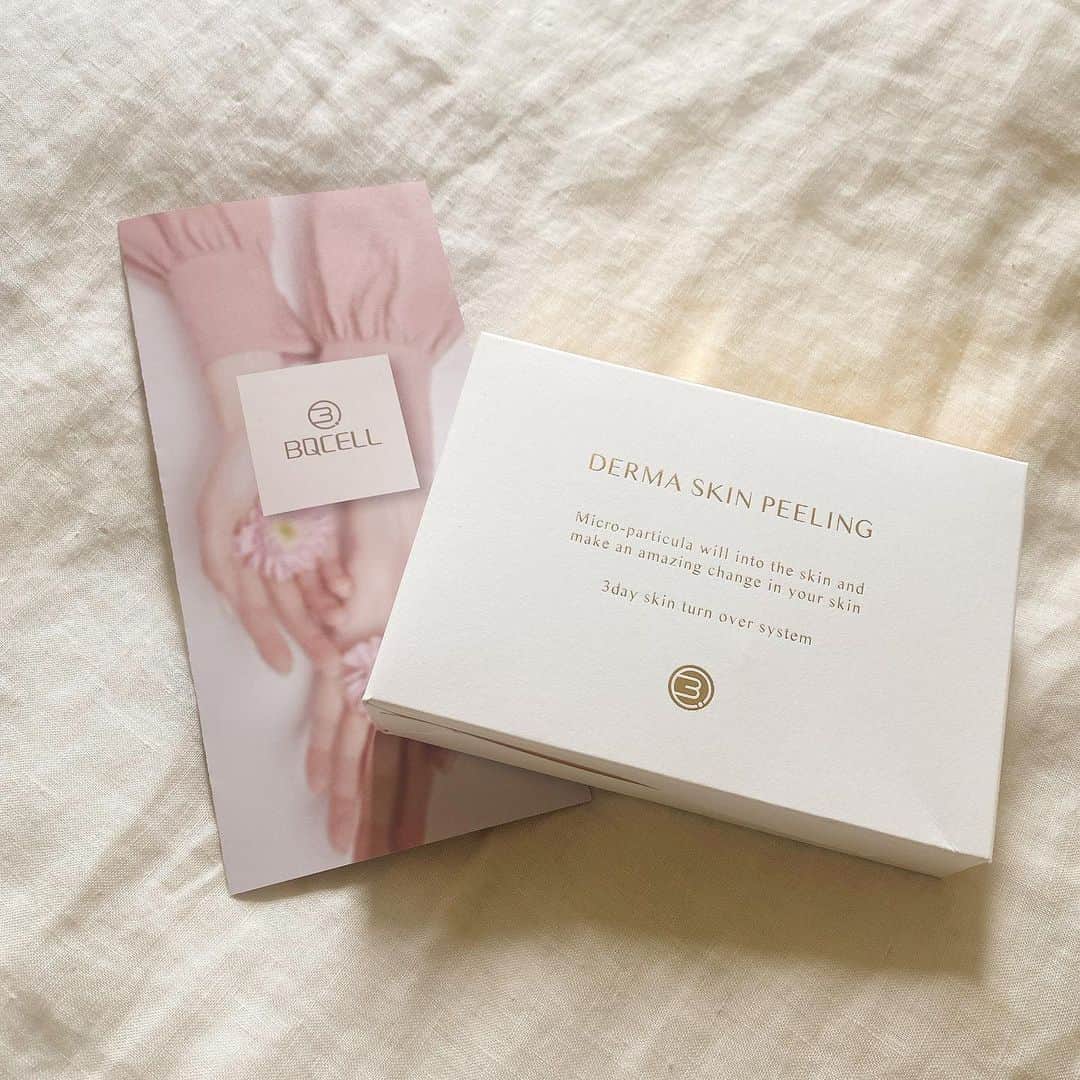 BQCELL
DERMA SKIN PEELING
Micro-particula will into the skin and
make an amazing change in your skin
3day skin turn over system